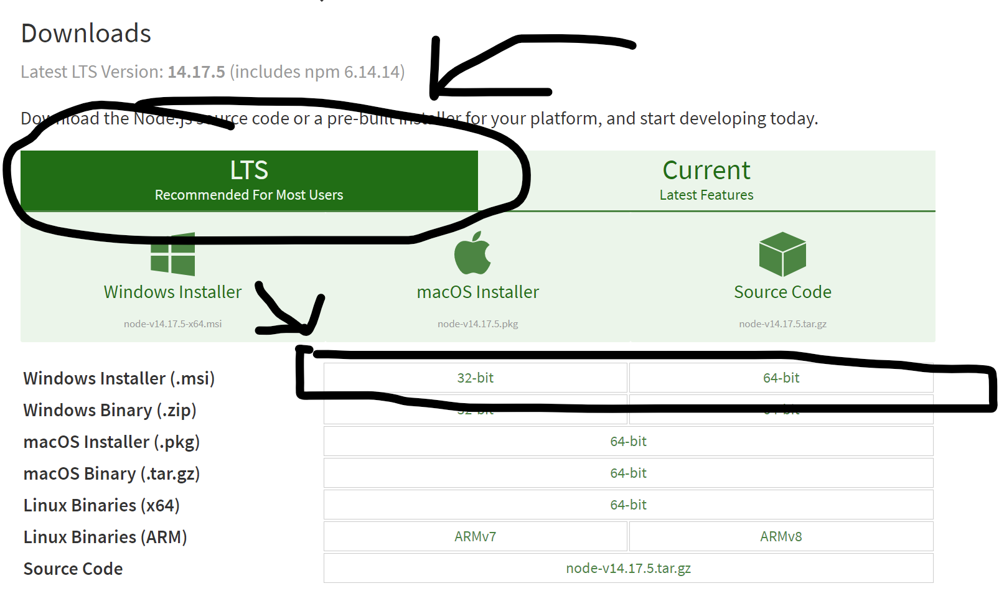 Downloads
Latest LTS Version: 14.17.5 (includes npm 6.14.14)
Download the Node.js source code or a pre-built installer for your platform, and start developing today.
LTS
Recommended For Most Users
Current
Latest Features
Windows Installer
node-v14.17.5-x64.msi
macOS Installer
node-v14.17.5.pkg
Source Code
node-v14.17.5.tar.gz
Windows Installer (.msi) 32-bit 64-bit
Windows Binary (.zip) 32-bit 64-bit
macOS Installer (.pkg) 64-bit
macOS Binary (.tar.gz) 64-bit
Linux Binaries (x64) 64-bit
Linux Binaries (ARM) ARMv7 ARMv8
Source Code node-v14.17.5.tar.gz